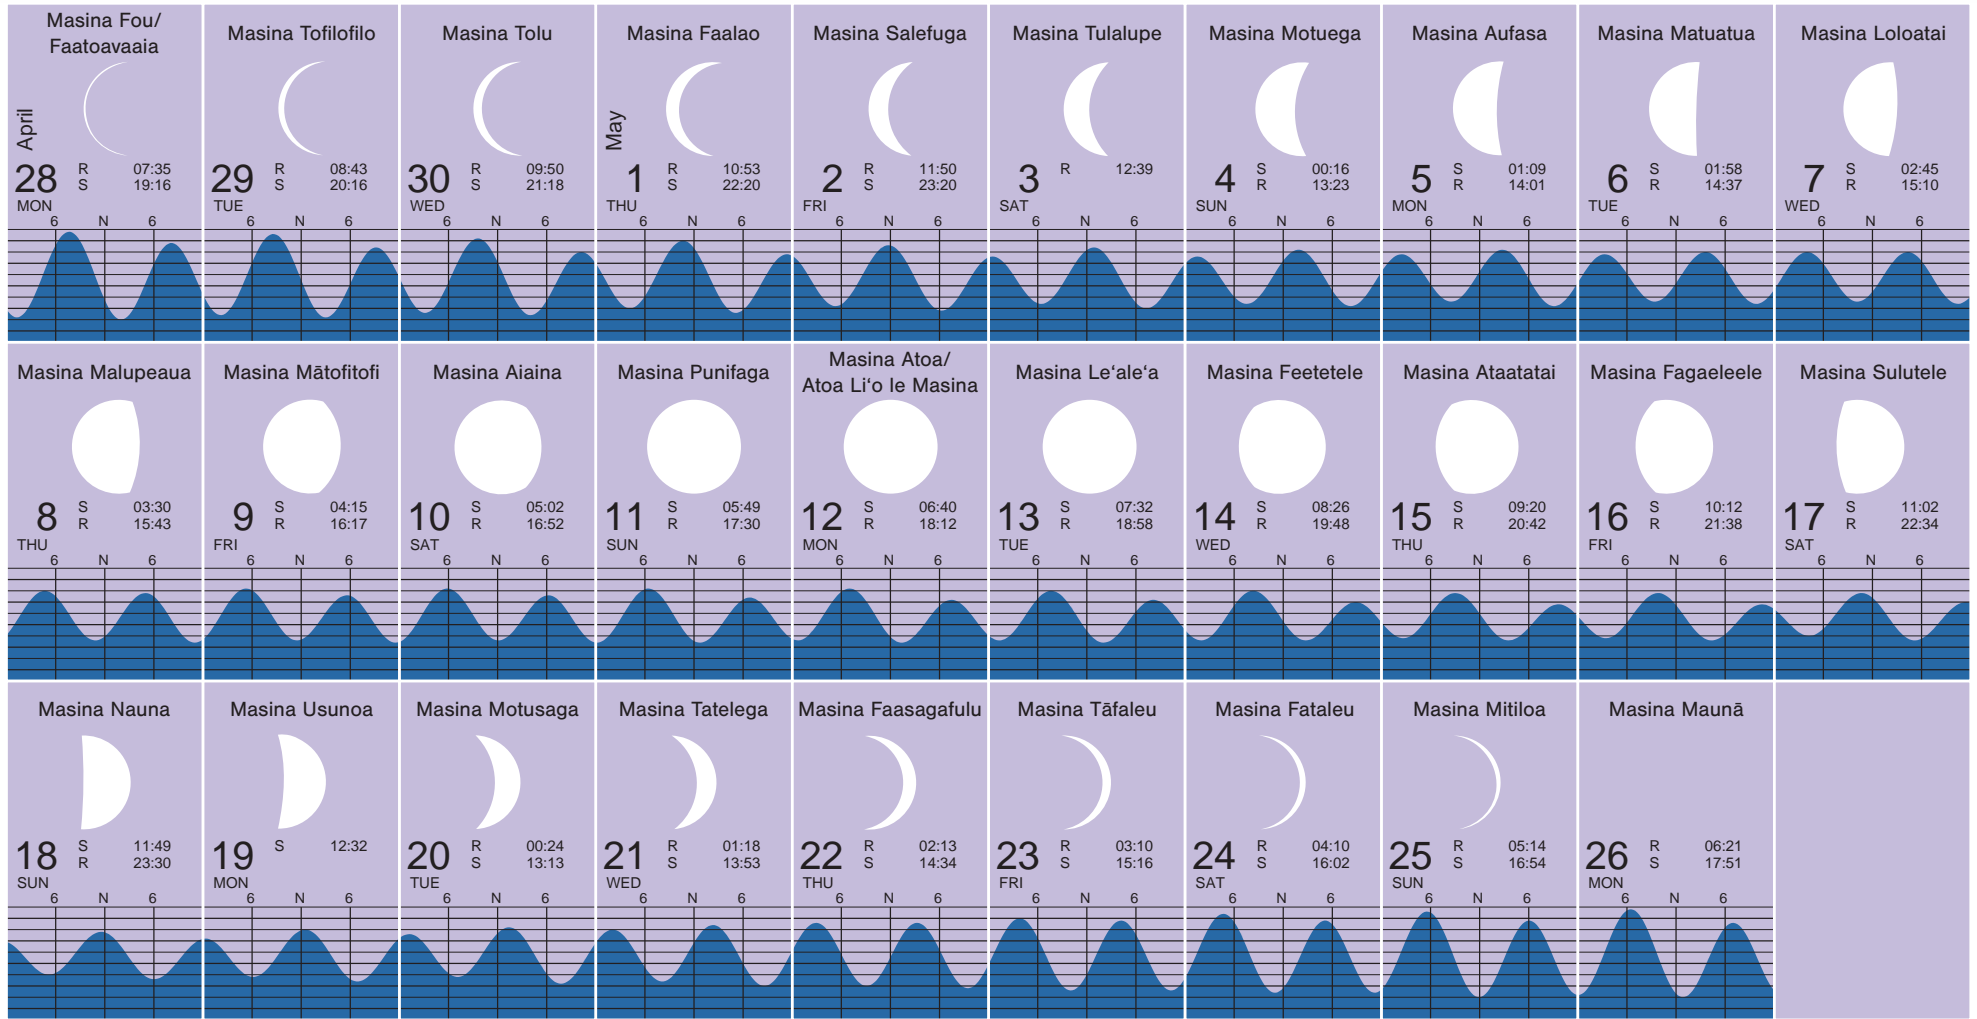 Masina Fou/
Faatoavaaia
April
28 R 07:35
S 19:16
MON
6 N 6
Masina Tofilofilo
29 R 08:43
S 20:16
TUE
6 N 6
Masina Tolu
30 R 09:50
S 21:18
WED
6 N 6
Masina Faalao
May
1 R 10:53
S 22:20
THU
6 N 6
Masina Salefuga
2 R 11:50
S 23:20
FRI
6 N 6
Masina Tulalupe
3 R 12:39
SAT
6 N 6
Masina Motuega
4 S 00:16
R 13:23
SUN
6 N 6
Masina Aufasa
5 S 01:09
R 14:01
MON
6 N 6
Masina Matuatua
6 S 01:58
R 14:37
TUE
6 N 6
Masina Loloatai
7 S 02:45
R 15:10
WED
6 N 6
Masina Malupeaua
8 S 03:30
R 15:43
THU
6 N 6
Masina Mātofitofi
9 S 04:15
R 16:17
FRI
6 N 6
Masina Aiaina
10 S 05:02
R 16:52
SAT
6 N 6
Masina Punifaga
11 S 05:49
R 17:30
SUN
6 N 6
Masina Atoa/
Atoa Li‘o le Masina
12 S 06:40
R 18:12
MON
6 N 6
Masina Le‘ale‘a
13 S 07:32
R 18:58
TUE
6 N 6
Masina Feetetele
14 S 08:26
R 19:48
WED
6 N 6
Masina Ataatatai
15 S 09:20
R 20:42
THU
6 N 6
Masina Fagaeleele
16 S 10:12
R 21:38
FRI
6 N 6
Masina Sulutele
17 S 11:02
R 22:34
SAT
6 N 6
Masina Nauna
18 S 11:49
R 23:30
SUN
6 N 6
Masina Usunoa
19 S 12:32
MON
6 N 6
Masina Motusaga
20 R 00:24
S 13:13
TUE
6 N 6
Masina Tatelega
21 R 01:18
S 13:53
WED
6 N 6
Masina Faasagafulu
22 R 02:13
S 14:34
THU
6 N 6
Masina Tāfaleu
23 R 03:10
S 15:16
FRI
6 N 6
Masina Fataleu
24 R 04:10
S 16:02
SAT
6 N 6
Masina Mitiloa
25 R 05:14
S 16:54
SUN
6 N 6
Masina Maunā
26 R 06:21
S 17:51
MON
6 N 6